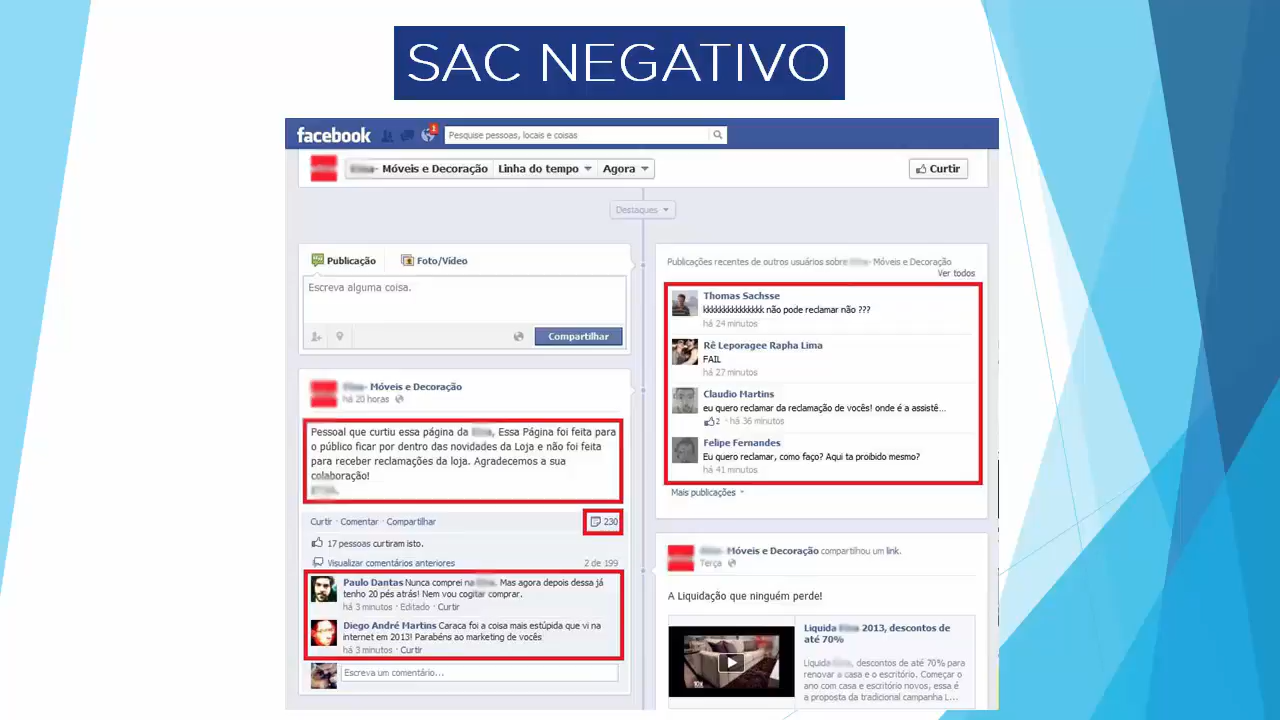 SAC NEGATIVO
facebook
1
Pesquise pessoas, locais e coisas
- Móveis e Decoração
Linha do tempo
Agora
Curtir
Destaques
Publicação
Foto/Vídeo
Escreva alguma coisa.
Compartilhar
- Móveis e Decoração
há 20 horas
Pessoal que curtiu essa página da , Essa Página foi feita para
o público ficar por dentro das novidades da Loja e não foi feita
para receber reclamações da loja. Agradecemos a sua
colaboração!
Curtir · Comentar · Compartilhar
230
17 pessoas curtiram isto.
Visualizar comentários anteriores
2 de 199
Paulo Dantas Nunca comprei na . Mas agora depois dessa já
tenho 20 pés atrás! Nem vou cogitar comprar.
há 3 minutos · Editado · Curtir
Diego André Martins Caraca foi a coisa mais estúpida que vi na
internet em 2013! Parabéns ao marketing de vocês
há 3 minutos · Curtir
Escreva um comentário...
Publicações recentes de outros usuários sobre - Móveis e Decoração
Ver todos
Thomas Sachsse
kkkkkkkkkkkkkkk não pode reclamar não ???
há 24 minutos
Rê Leporagee Rapha Lima
FAIL
há 27 minutos
Claudio Martins
eu quero reclamar da reclamação de vocês! onde é a assistê...
2 · há 36 minutos
Felipe Fernandes
Eu quero reclamar, como faço? Aqui ta proibido mesmo?
há 41 minutos
Mais publicações
- Móveis e Decoração compartilhou um link.
Terça
A Liquidação que ninguém perde!
Liquida 2013, descontos de
até 70%
Liquida , descontos de até 70% para
renovar a casa e o escritório. Começar o
ano com casa e escritório novos, essa é
a proposta da tradicional campanha L...